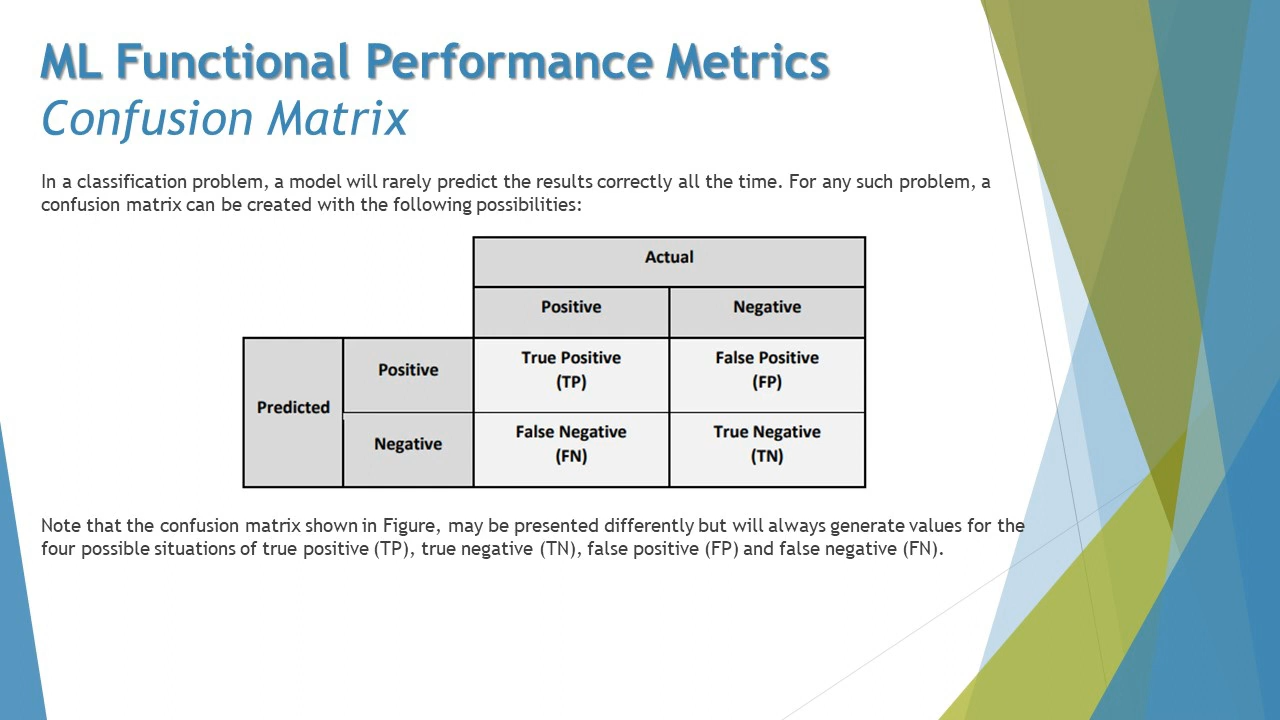 ML Functional Performance Metrics
Confusion Matrix
In a classification problem, a model will rarely predict the results correctly all the time. For any such problem, a
confusion matrix can be created with the following possibilities:
Actual
Positive
Negative
Predicted
Positive
True Positive
(TP)
False Positive
(FP)
Negative
False Negative
(FN)
True Negative
(TN)
Note that the confusion matrix shown in Figure, may be presented differently but will always generate values for the
four possible situations of true positive (TP), true negative (TN), false positive (FP) and false negative (FN).